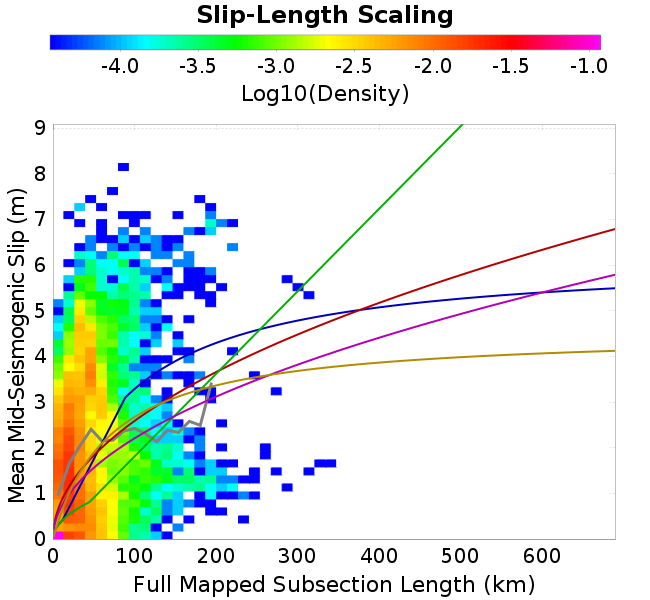 Slip-Length Scaling
-4.0 -3.5 -3.0 -2.5 -2.0 -1.5 -1.0
Log10(Density)
9
8
7
6
5
4
3
2
1
0
Mean Mid-Seismogenic Slip (m)
0 100 200 300 400 500 600
Full Mapped Subsection Length (km)